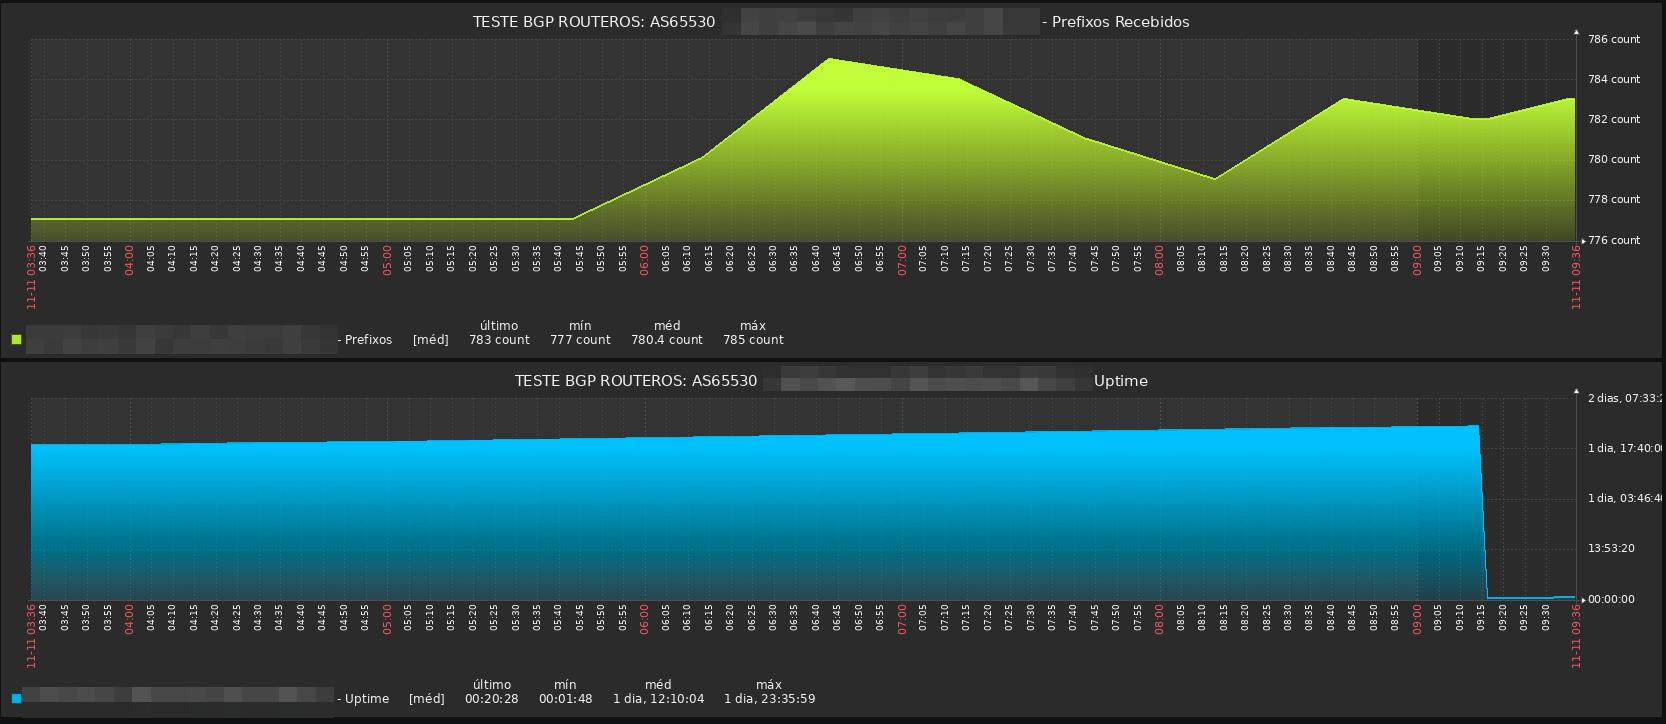 TESTE BGP ROUTEROS: AS65530 - Prefixos Recebidos
786 count
784 count
782 count
780 count
778 count
776 count
11-11 03:36 03:40 03:45 03:50 03:55 04:00 04:05 04:10 04:15 04:20 04:25 04:30 04:35 04:40 04:45 04:50 04:55 05:00 05:05 05:10 05:15 05:20 05:25 05:30 05:35 05:40 05:45 05:50 05:55 06:00 06:05 06:10 06:15 06:20 06:25 06:30 06:35 06:40 06:45 06:50 06:55 07:00 07:05 07:10 07:15 07:20 07:25 07:30 07:35 07:40 07:45 07:50 07:55 08:00 08:05 08:10 08:15 08:20 08:25 08:30 08:35 08:40 08:45 08:50 08:55 09:00 09:05 09:10 09:15 09:20 09:25 09:30 11-11 09:36
último mín méd máx
- Prefixos [méd] 783 count 777 count 780.4 count 785 count
TESTE BGP ROUTEROS: AS65530 Uptime
2 dias, 07:33:2
1 dia, 17:40:00
1 dia, 03:46:40
13:53:20
00:00:00
11-11 03:36 03:40 03:45 03:50 03:55 04:00 04:05 04:10 04:15 04:20 04:25 04:30 04:35 04:40 04:45 04:50 04:55 05:00 05:05 05:10 05:15 05:20 05:25 05:30 05:35 05:40 05:45 05:50 05:55 06:00 06:05 06:10 06:15 06:20 06:25 06:30 06:35 06:40 06:45 06:50 06:55 07:00 07:05 07:10 07:15 07:20 07:25 07:30 07:35 07:40 07:45 07:50 07:55 08:00 08:05 08:10 08:15 08:20 08:25 08:30 08:35 08:40 08:45 08:50 08:55 09:00 09:05 09:10 09:15 09:20 09:25 09:30 11-11 09:36
último mín méd máx
- Uptime [méd] 00:20:28 00:01:48 1 dia, 12:10:04 1 dia, 23:35:59